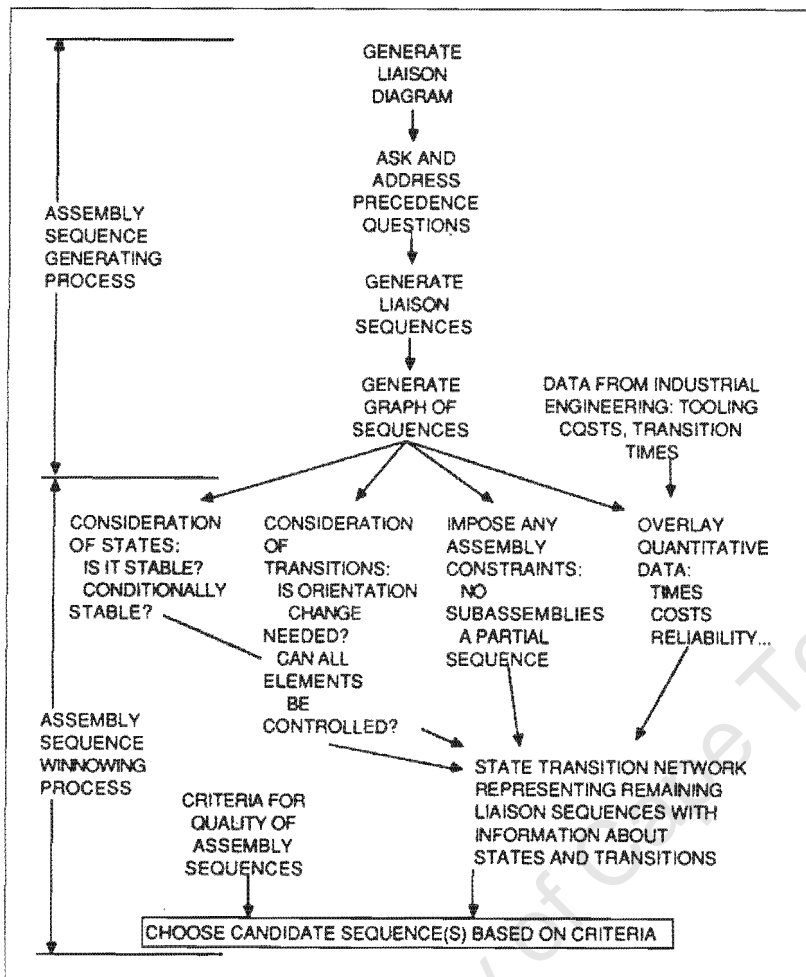 GENERATE
LIAISON
DIAGRAM
ASK AND
ADDRESS
PRECEDENCE
QUESTIONS
ASSEMBLY
SEQUENCE
GENERATING
PROCESS
GENERATE
LIAISON
SEQUENCES
GENERATE
GRAPH OF
SEQUENCES
DATA FROM INDUSTRIAL
ENGINEERING: TOOLING
COSTS, TRANSITION
TIMES
CONSIDERATION
OF STATES:
IS IT STABLE?
CONDITIONALLY
STABLE?
CONSIDERATION
OF
TRANSITIONS:
IS ORIENTATION
CHANGE
NEEDED?
CAN ALL
ELEMENTS
BE
CONTROLLED?
IMPOSE ANY
ASSEMBLY
CONSTRAINTS:
NO
SUBASSEMBLIES
A PARTIAL
SEQUENCE
OVERLAY
QUANTITATIVE
DATA:
TIMES
COSTS
RELIABILITY...
ASSEMBLY
SEQUENCE
WINNOWING
PROCESS
CRITERIA FOR
QUALITY OF
ASSEMBLY
SEQUENCES
STATE TRANSITION NETWORK
REPRESENTING REMAINING
LIAISON SEQUENCES WITH
INFORMATION ABOUT
STATES AND TRANSITIONS
CHOOSE CANDIDATE SEQUENCE(S) BASED ON CRITERIA
of Cape To